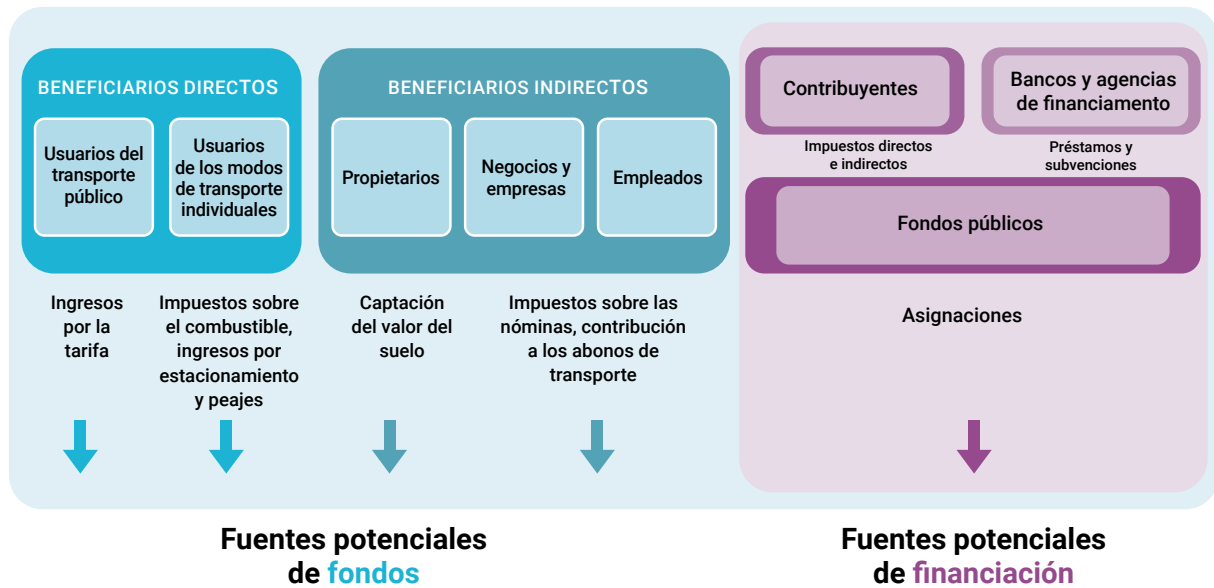 BENEFICIARIOS DIRECTOS
Usuarios del
transporte
público
Usuarios
de los modos
de transporte
individuales
Ingresos
por la
tarifa
Impuestos sobre
el combustible,
ingresos por
estacionamiento
y peajes
BENEFICIARIOS INDIRECTOS
Propietarios
Negocios y
empresas
Empleados
Captación
del valor del
suelo
Impuestos sobre las
nóminas, contribución
a los abonos de
transporte
Contribuyentes
Impuestos directos
e indirectos
Bancos y agencias
de financiamento
Préstamos y
subvenciones
Fondos públicos
Asignaciones
Fuentes potenciales
de fondos
Fuentes potenciales
de financiación